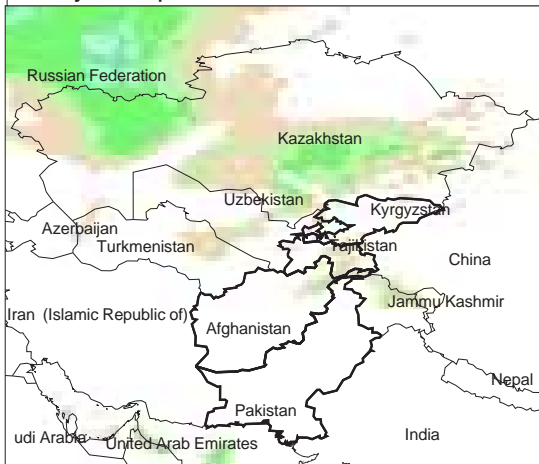 Russian Federation
Kazakhstan
Uzbekistan
Kyrgyzstan
Azerbaijan
Turkmenistan
Tajikistan
China
Jammu/Kashmir
Iran (Islamic Republic of)
Afghanistan
Nepal
Pakistan
udi Arabia
United Arab Emirates
India